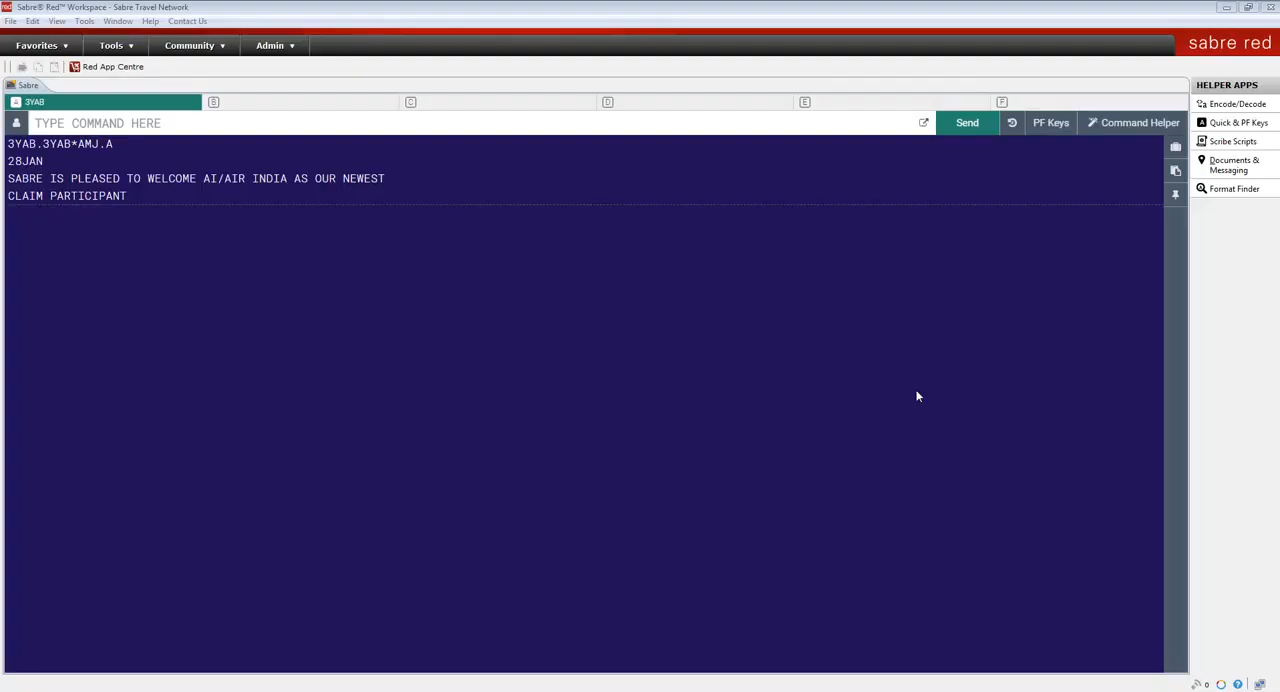 red Sabre® Red™ Workspace - Sabre Travel Network
File Edit View Tools Window Help Contact Us
Favorites Tools Community Admin sabre red
Red App Centre
Sabre
HELPER APPS
A 3YAB B C D E F
Encode/Decode
TYPE COMMAND HERE Send PF Keys Command Helper
A Quick & PF Keys
3YAB.3YAB*AMJ.A
Scribe Scripts
28JAN
Documents &
Messaging
SABRE IS PLEASED TO WELCOME AI/AIR INDIA AS OUR NEWEST
Format Finder
CLAIM PARTICIPANT
0 ?